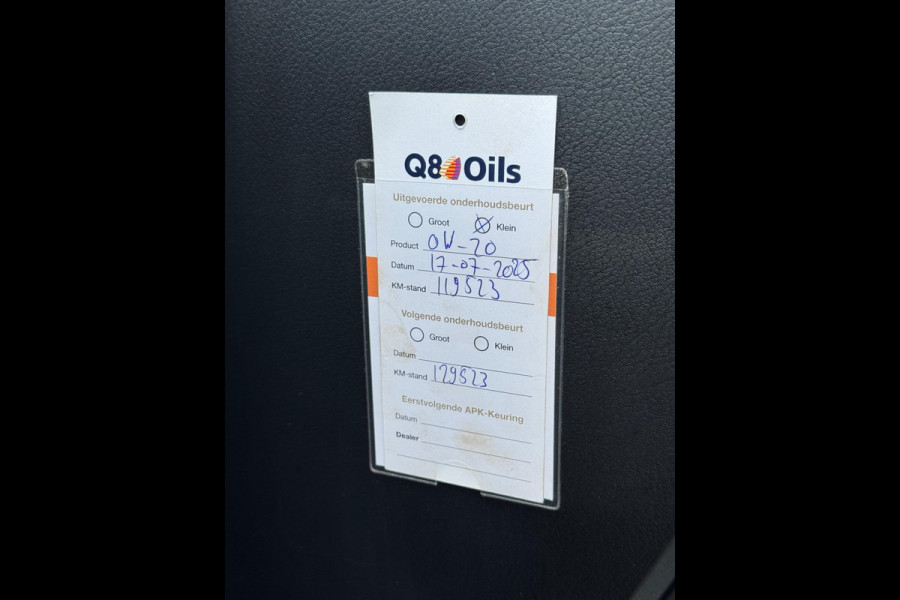 Q8 Oils
Uitgevoerde onderhoudsbeurt
Groot Klein
Product 0W-20
Datum 17-07-2025
KM-stand 119523
Volgende onderhoudsbeurt
Groot Klein
Datum
KM-stand 129523
Eerstvolgende APK-Keuring
Datum
Dealer